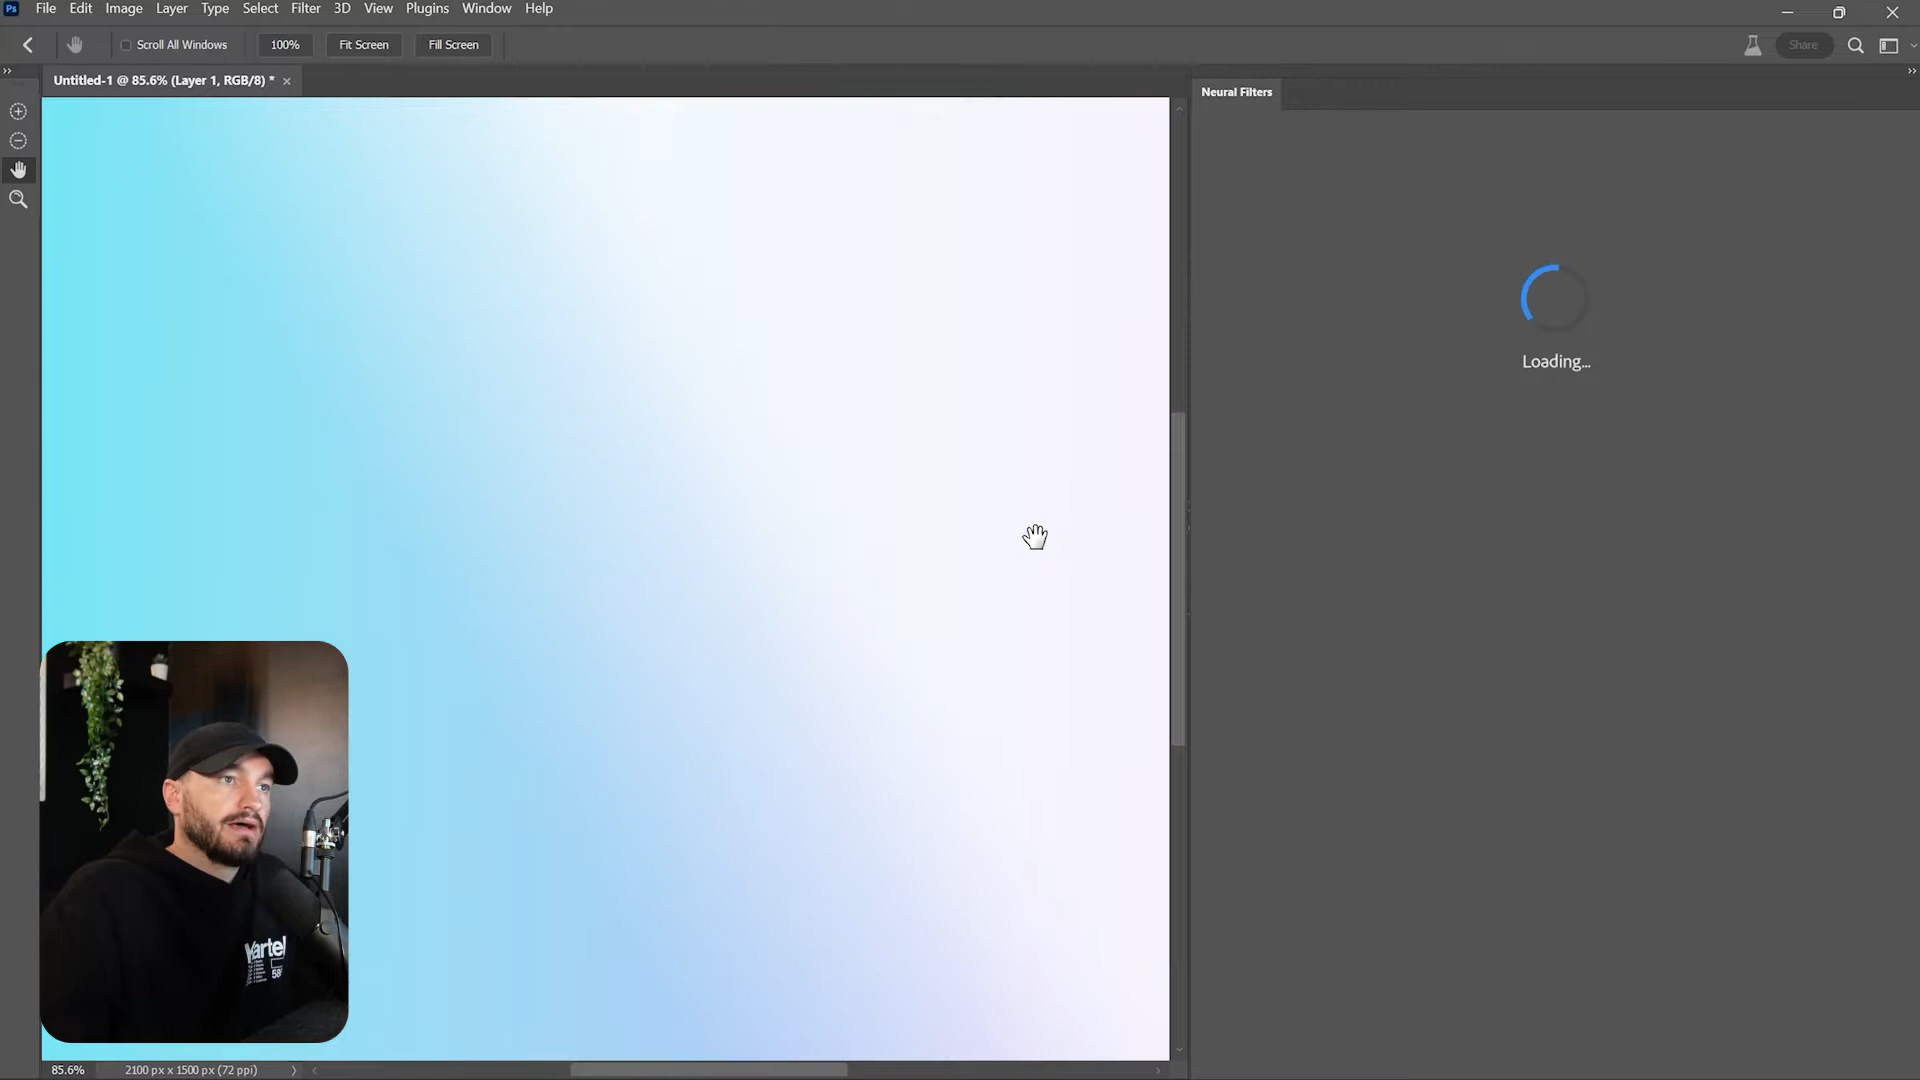 Ps File Edit Image Layer Type Select Filter 3D View Plugins Window Help
Scroll All Windows 100% Fit Screen Fill Screen Share
Untitled-1 @ 85.6% (Layer 1, RGB/8) *
Neural Filters
Loading...
85.6% 2100 px x 1500 px (72 ppi)